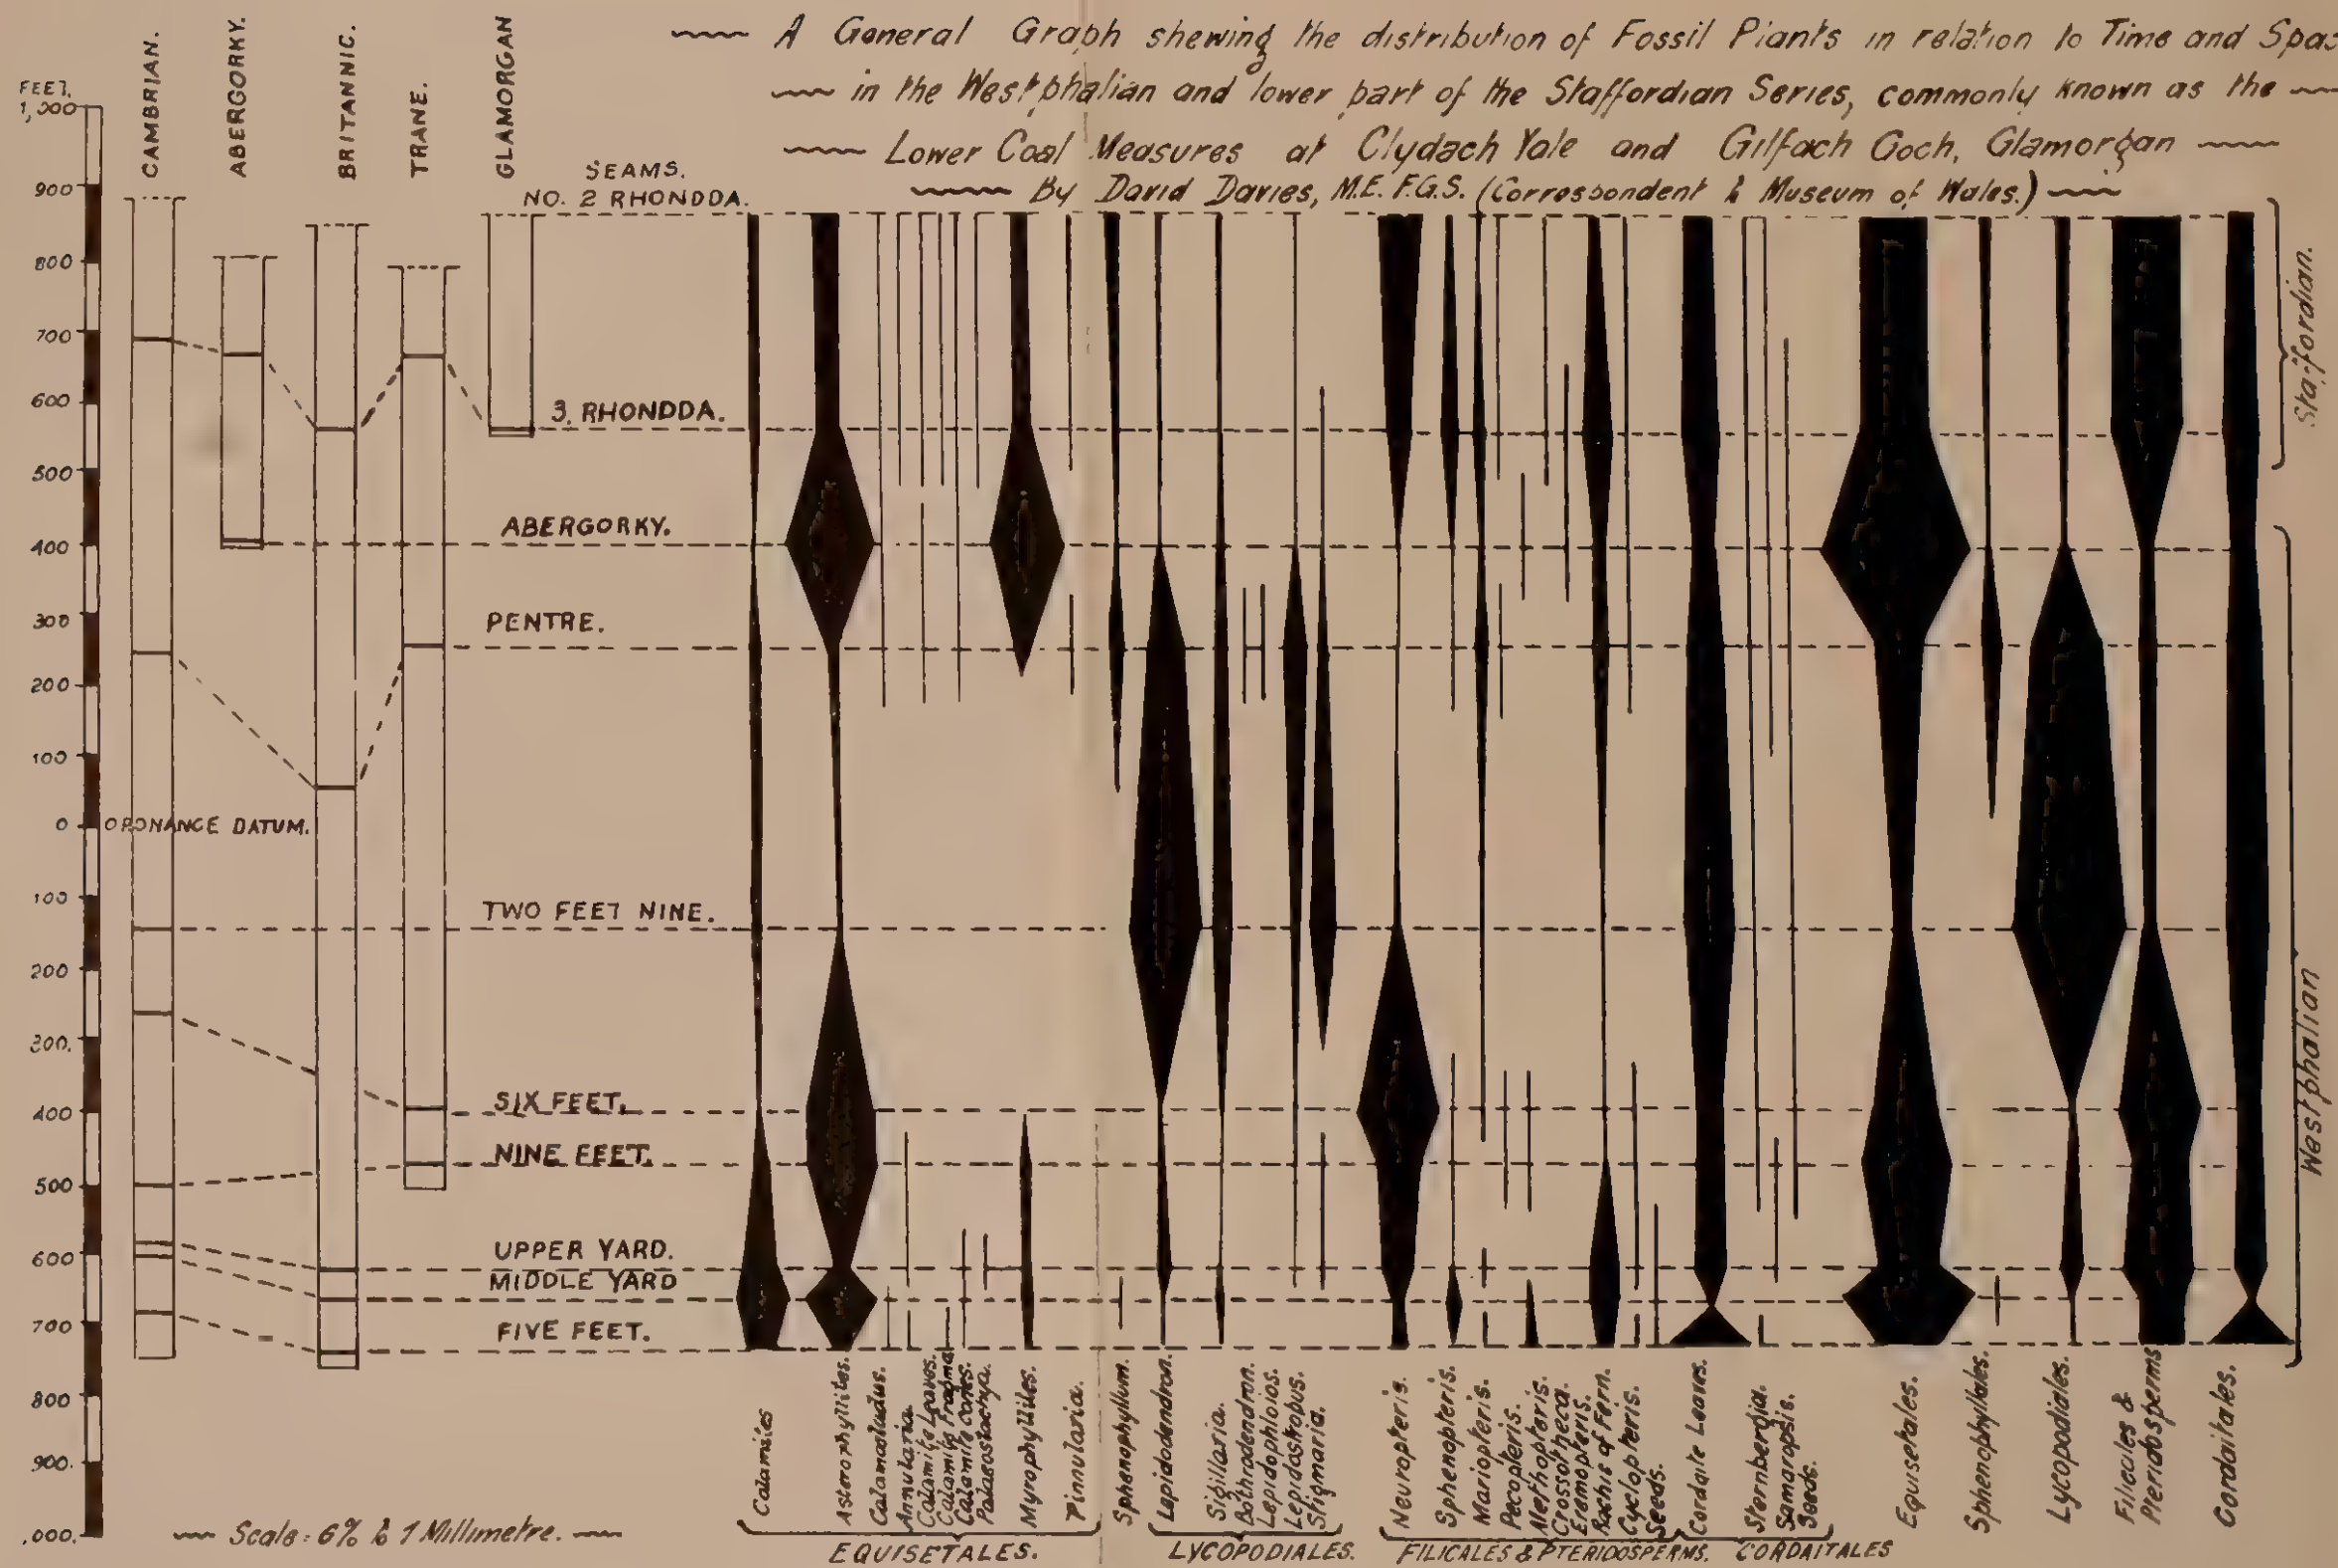 A General Graph shewing the distribution of Fossil Plants in relation to Time and Spac
in the Westphalian and lower part of the Staffordian Series, commonly known as the
Lower Coal Measures at Clydach Vale and Gilfach Goch, Glamorgan
By David Davies, M.E. F.G.S. (Correspondent to Museum of Wales.)
CAMBRIAN.
ABERGORKY.
BRITANNIC.
TRANE.
GLAMORGAN
FEET.
1,000
900
800
700
600
500
400
300
200
100
0
100
200
300.
400
500
600
700
800
900.
,000.
ORDNANCE DATUM.
SEAMS.
NO. 2 RHONDDA.
3. RHONDDA.
ABERGORKY.
PENTRE.
TWO FEET NINE.
SIX FEET.
NINE FEET.
UPPER YARD.
MIDDLE YARD
FIVE FEET.
Staffordian.
Westphalian
Calamites
Asterophyllites.
Calamocladus.
Annularia.
Calamite Leaves.
Calamite Fragmal
Calamite Cones.
Palaeostachya.
Myrophyllites.
Pinnularia.
Sphenophyllum.
Lepidodendron.
Sigillaria.
Bothrodendron.
Lepidophloios.
Lepidostrobus.
Stigmaria.
Neuropteris.
Sphenopteris.
Mariopteris.
Pecopteris.
Alethopteris.
Crossotheca.
Eremopteris.
Rachis of Fern.
Cyclopteris.
Seeds.
Cordaite Leaves.
Sternbergia.
Samaropsis.
Seeds.
Equisetales.
Sphenophyllales.
Lycopodiales.
Filicules &
Pteridosperms
Cordaitales.
EQUISETALES.
LYCOPODIALES.
FILICALES & PTERIDOSPERMS.
CORDAITALES
Scale: 6% to 1 Millimetre.